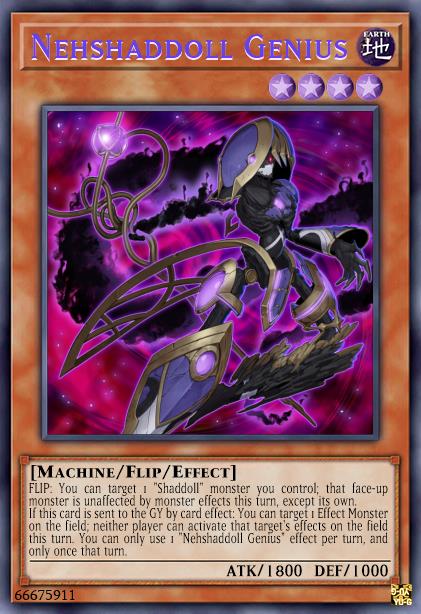 NEHSHADDOLL GENIUS
EARTH
地
[MACHINE/FLIP/EFFECT]
FLIP: You can target 1 "Shaddoll" monster you control; that face-up
monster is unaffected by monster effects this turn, except its own.
If this card is sent to the GY by card effect: You can target 1 Effect Monster
on the field; neither player can activate that target's effects on the field
this turn. You can only use 1 "Nehshaddoll Genius" effect per turn, and
only once that turn.
ATK/1800 DEF/1000
66675911